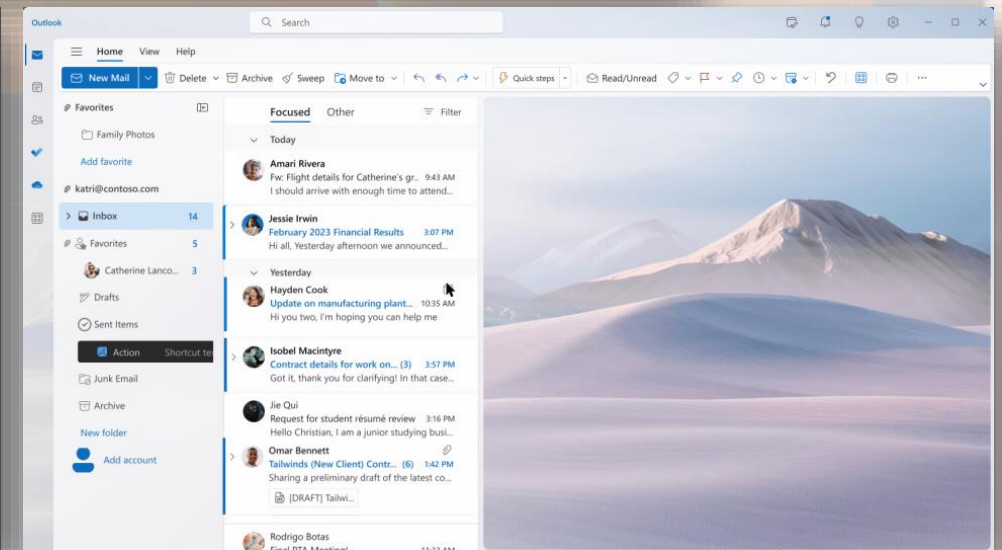 Outlook
Search
Home View Help
New Mail Delete Archive Sweep Move to Quick steps Read/Unread ...
Favorites
Family Photos
Add favorite
katri@contoso.com
Inbox 14
Favorites 5
Catherine Lanco... 3
Drafts
Sent Items
Action Shortcut
Junk Email
Archive
New folder
Add account
Focused Other Filter
Today
Amari Rivera
Fw: Flight details for Catherine's gr.. 9:43 AM
I should arrive with enough time to attend...
Jessie Irwin
February 2023 Financial Results 3:07 PM
Hi all, Yesterday afternoon we announced...
Yesterday
Hayden Cook
Update on manufacturing plant... 10:35 AM
Hi you two, I'm hoping you can help me
Isobel Macintyre
Contract details for work on... (3) 3:57 PM
Got it, thank you for clarifying! In that case...
Jie Qui
Request for student résumé review 3:16 PM
Hello Christian, I am a junior studying busi...
Omar Bennett
Tailwinds (New Client) Contr... (6) 1:42 PM
Sharing a preliminary draft of the latest co...
[DRAFT] Tailwi...
Rodrigo Botas
Final PTA Meeting!